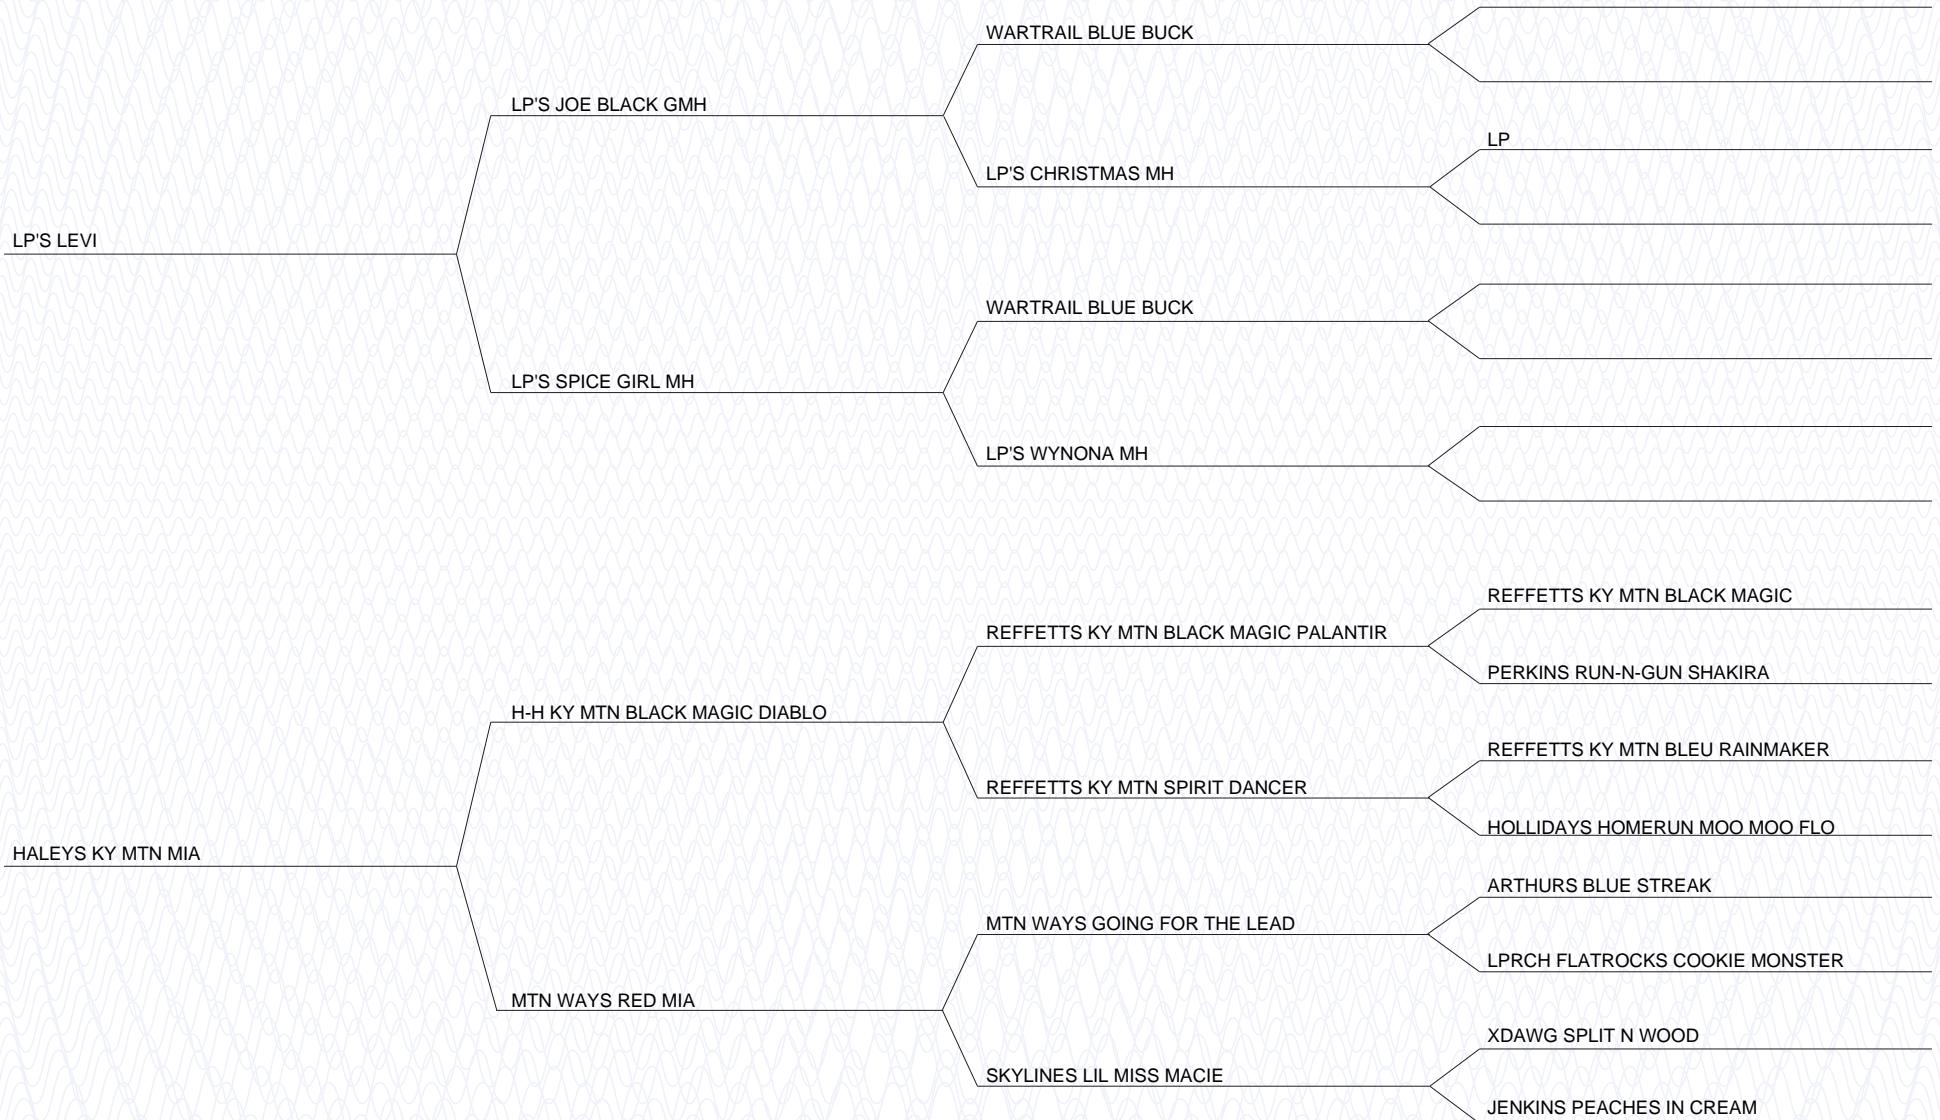 WARTRAIL BLUE BUCK
LP'S JOE BLACK GMH
LP
LP'S CHRISTMAS MH
LP'S LEVI
WARTRAIL BLUE BUCK
LP'S SPICE GIRL MH
LP'S WYNONA MH
REFFETTS KY MTN BLACK MAGIC
REFFETTS KY MTN BLACK MAGIC PALANTIR
PERKINS RUN-N-GUN SHAKIRA
H-H KY MTN BLACK MAGIC DIABLO
REFFETTS KY MTN BLEU RAINMAKER
REFFETTS KY MTN SPIRIT DANCER
HOLLIDAYS HOMERUN MOO MOO FLO
HALEYS KY MTN MIA
ARTHURS BLUE STREAK
MTN WAYS GOING FOR THE LEAD
LPRCH FLATROCKS COOKIE MONSTER
MTN WAYS RED MIA
XDAWG SPLIT N WOOD
SKYLINES LIL MISS MACIE
JENKINS PEACHES IN CREAM